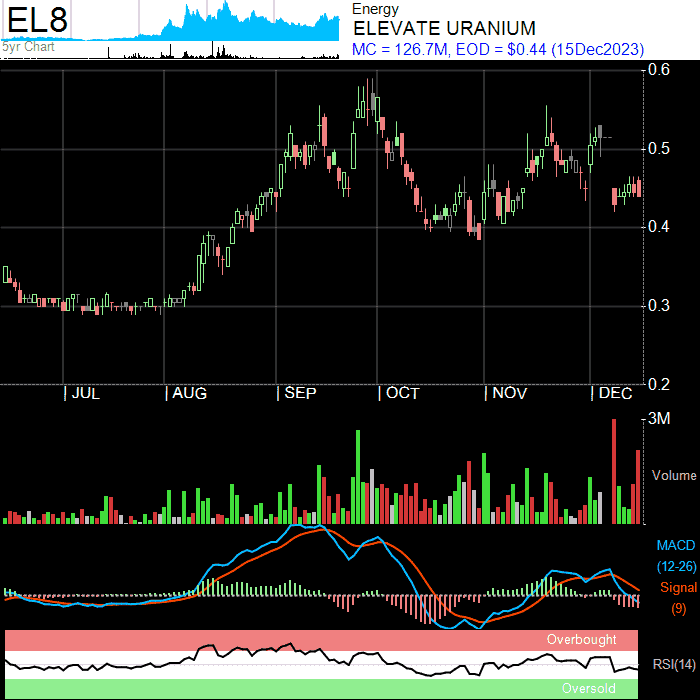 EL8
5yr Chart
Energy
ELEVATE URANIUM
MC = 126.7M, EOD = $0.44 (15Dec2023)
0.6
0.5
0.4
0.3
0.2
JUL AUG SEP OCT NOV DEC
3M
Volume
MACD
(12-26)
Signal
(9)
Overbought
RSI(14)
Oversold